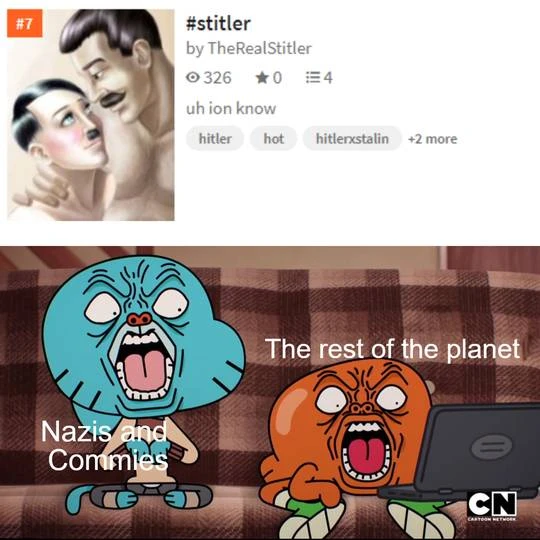 #7
#stitler
by TheRealStitler
326 0 4
uh ion know
hitler hot hitlerxstalin +2 more
The rest of the planet
Nazis and
Commies
CN
CARTOON NETWORK